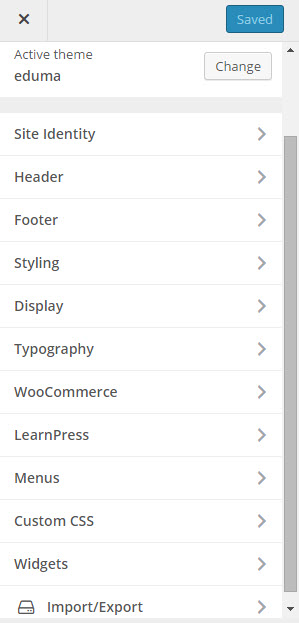 Saved
Active theme
eduma
Change
Site Identity
Header
Footer
Styling
Display
Typography
WooCommerce
LearnPress
Menus
Custom CSS
Widgets
Import/Export